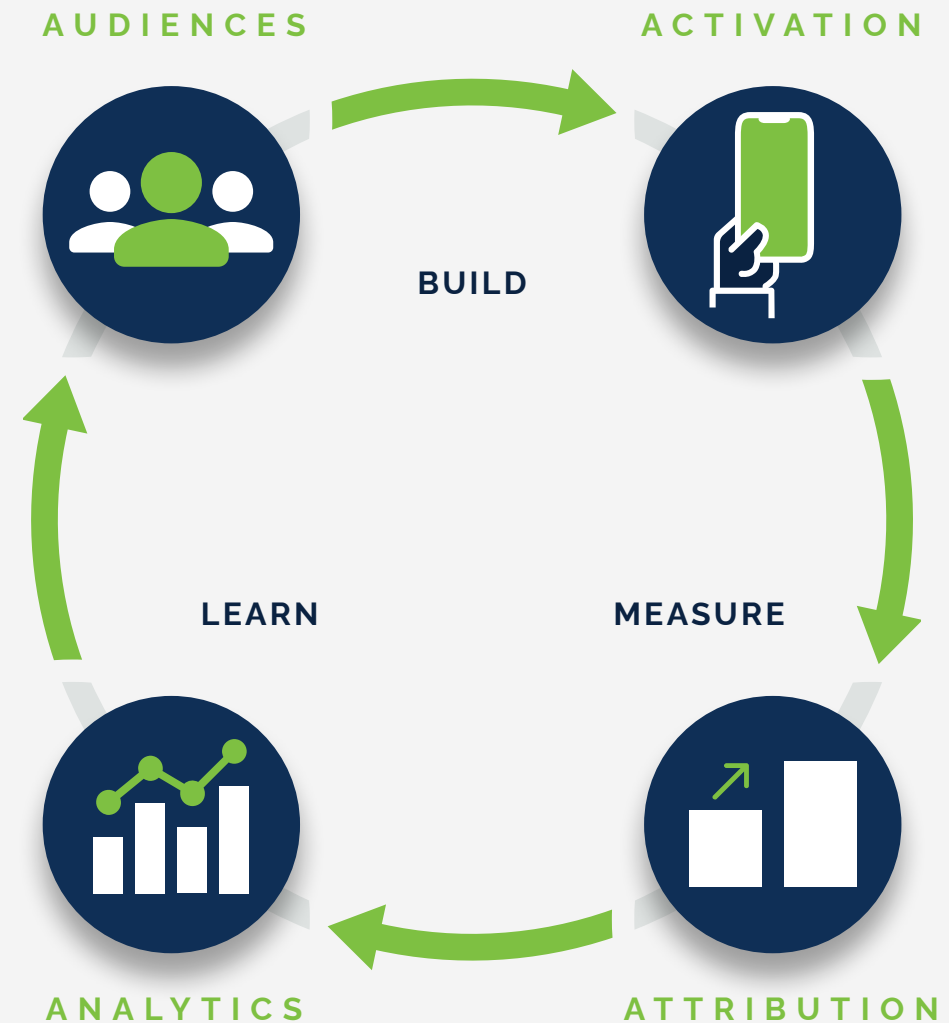 AUDIENCES
ACTIVATION
BUILD
LEARN
MEASURE
ANALYTICS
ATTRIBUTION